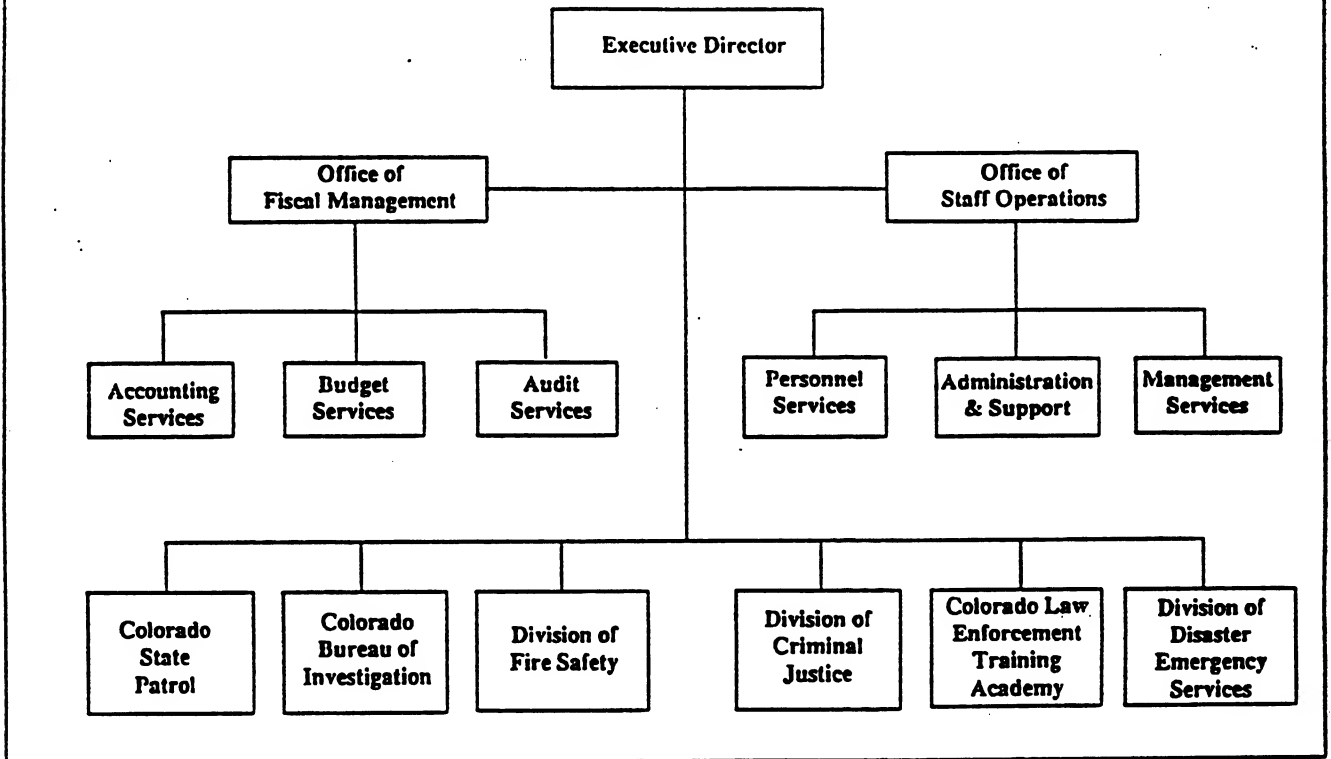 Executive Director
Office of
Fiscal Management
Office of
Staff Operations
Accounting
Services
Budget
Services
Audit
Services
Personnel
Services
Administration
& Support
Management
Services
Colorado
State
Patrol
Colorado
Bureau of
Investigation
Division of
Fire Safety
Division of
Criminal
Justice
Colorado Law
Enforcement
Training
Academy
Division of
Disaster
Emergency
Services